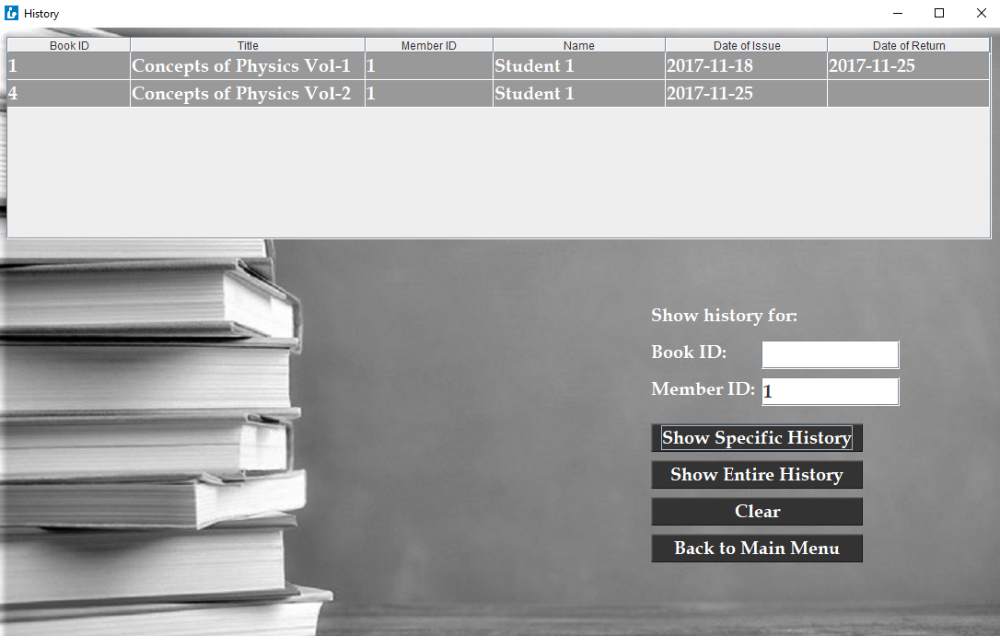 History
Book ID Title Member ID Name Date of Issue Date of Return
1 Concepts of Physics Vol-1 1 Student 1 2017-11-18 2017-11-25
4 Concepts of Physics Vol-2 1 Student 1 2017-11-25
Show history for:
Book ID:
Member ID: 1
Show Specific History
Show Entire History
Clear
Back to Main Menu